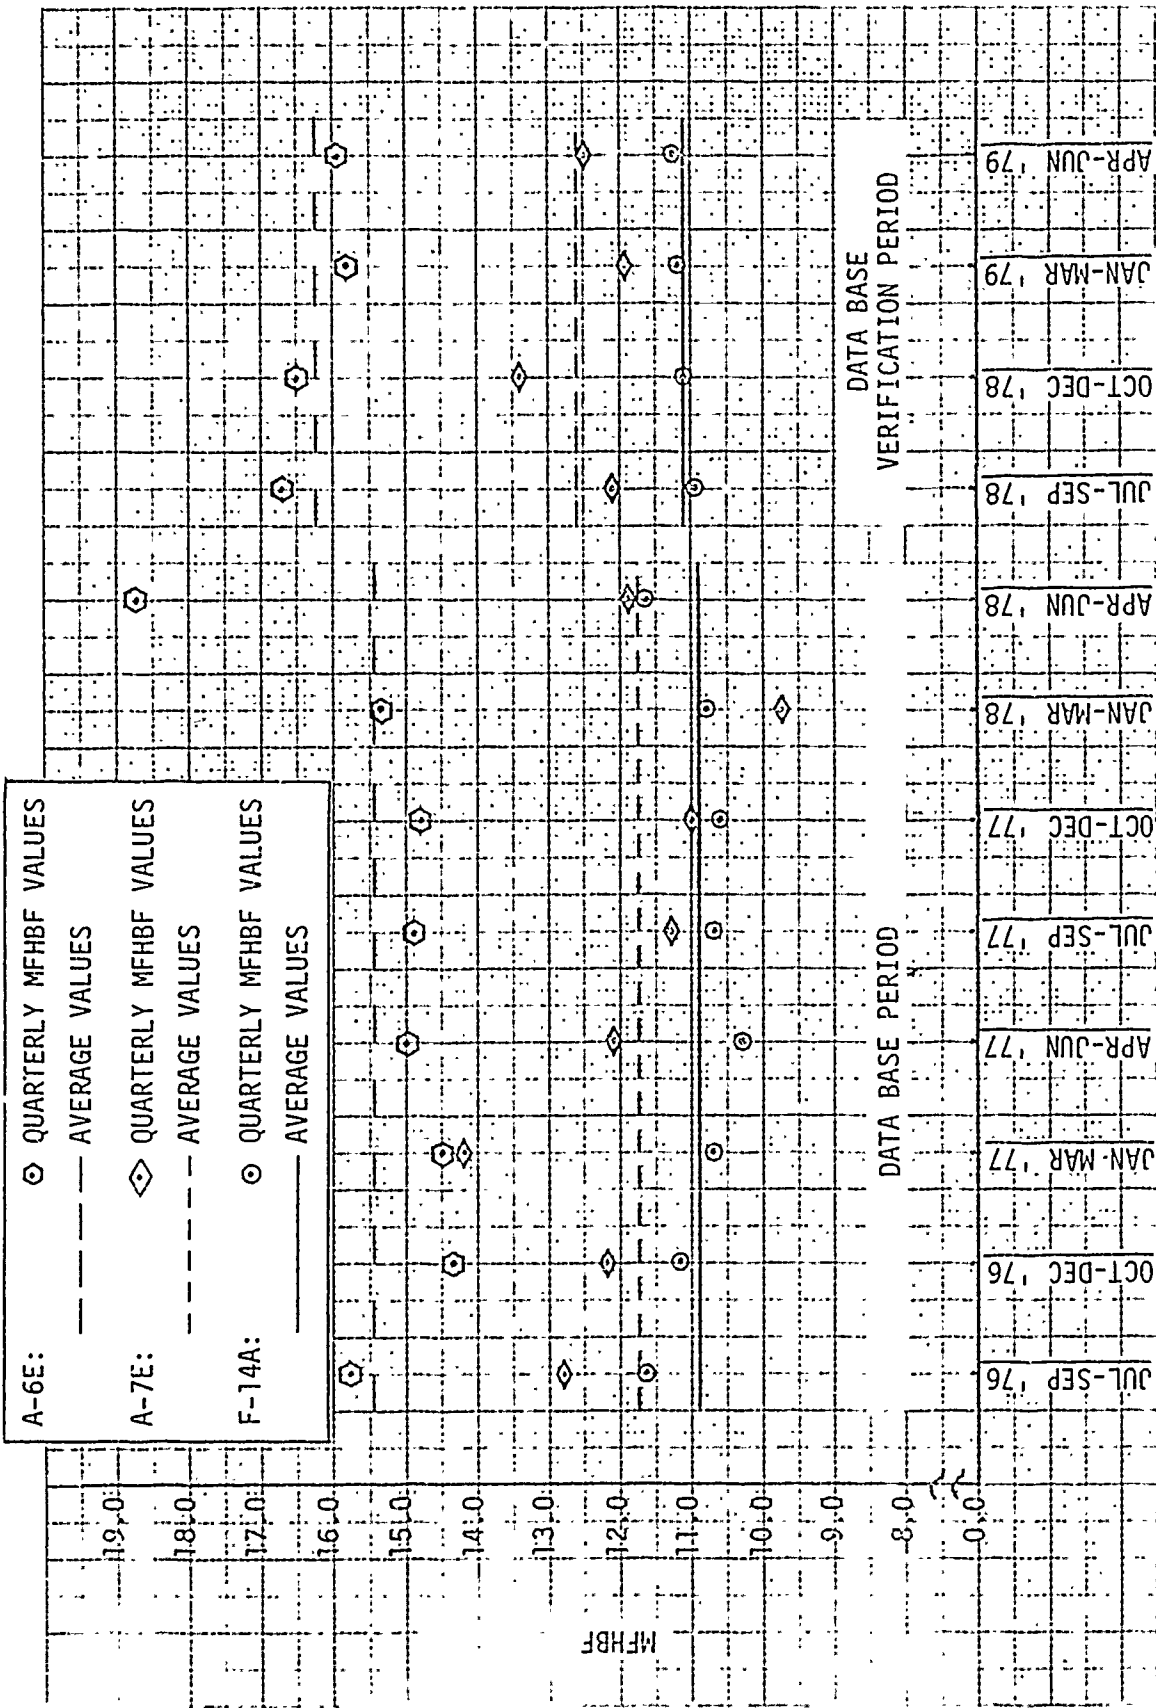 A-6E: QUARTERLY MFHBF VALUES
AVERAGE VALUES
A-7E: QUARTERLY MFHBF VALUES
AVERAGE VALUES
F-14A: QUARTERLY MFHBF VALUES
AVERAGE VALUES
MFHBF
19.0
18.0
17.0
16.0
15.0
14.0
13.0
12.0
11.0
10.0
9.0
8.0
0.0
DATA BASE PERIOD
DATA BASE
VERIFICATION PERIOD
JUL-SEP '76
OCT-DEC '76
JAN-MAR '77
APR-JUN '77
JUL-SEP '77
OCT-DEC '77
JAN-MAR '78
APR-JUN '78
JUL-SEP '78
OCT-DEC '78
JAN-MAR '79
APR-JUN '79